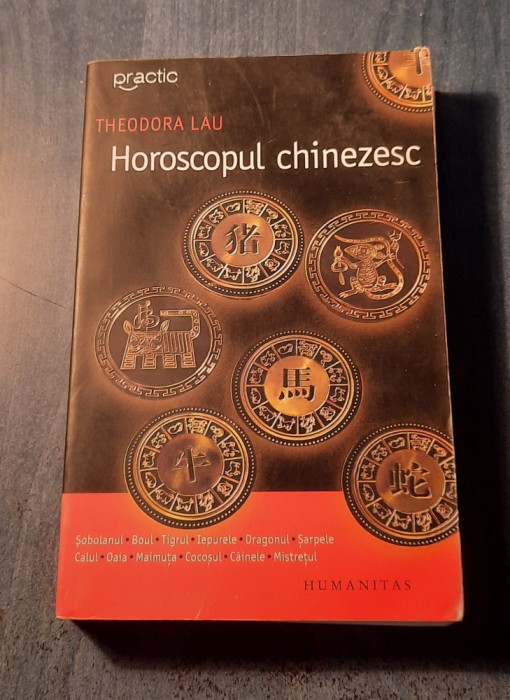 practic
THEODORA LAU
Horoscopul chinezesc
猪
馬
牛
蛇
Șobolanul • Boul • Tigrul • Iepurele • Dragonul • Șarpele
Calul • Oaia • Maimuța • Cocoșul • Câinele • Mistrețul
HUMANITAS